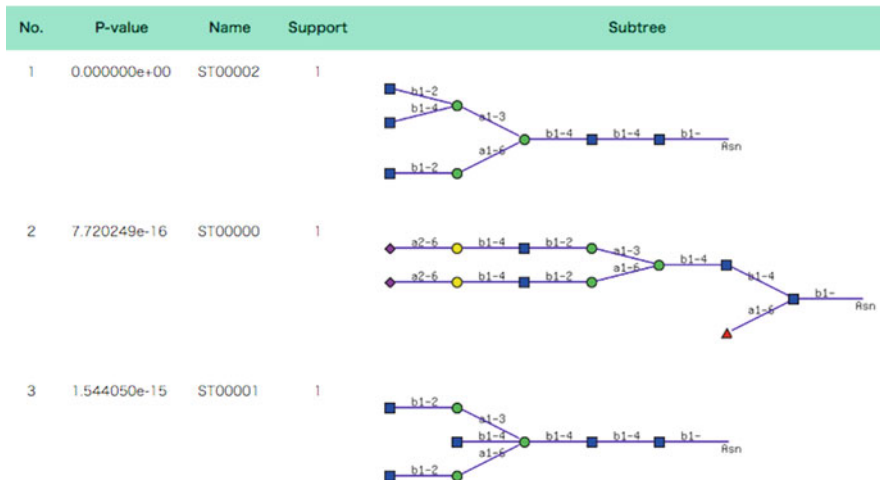 No. P-value Name Support Subtree
1 0.000000e+00 ST00002 1
b1-2
b1-4
a1-3
b1-4 b1-4 b1-
Asn
a1-6
b1-2
2 7.720249e-16 ST00000 1
a2-6 b1-4 b1-2
a1-3
b1-4
a2-6 b1-4 b1-2
a1-6
b1-4
b1-
Asn
a1-6
3 1.544050e-15 ST00001 1
b1-2
a1-3
b1-4 b1-4 b1-4 b1-
Asn
a1-6
b1-2